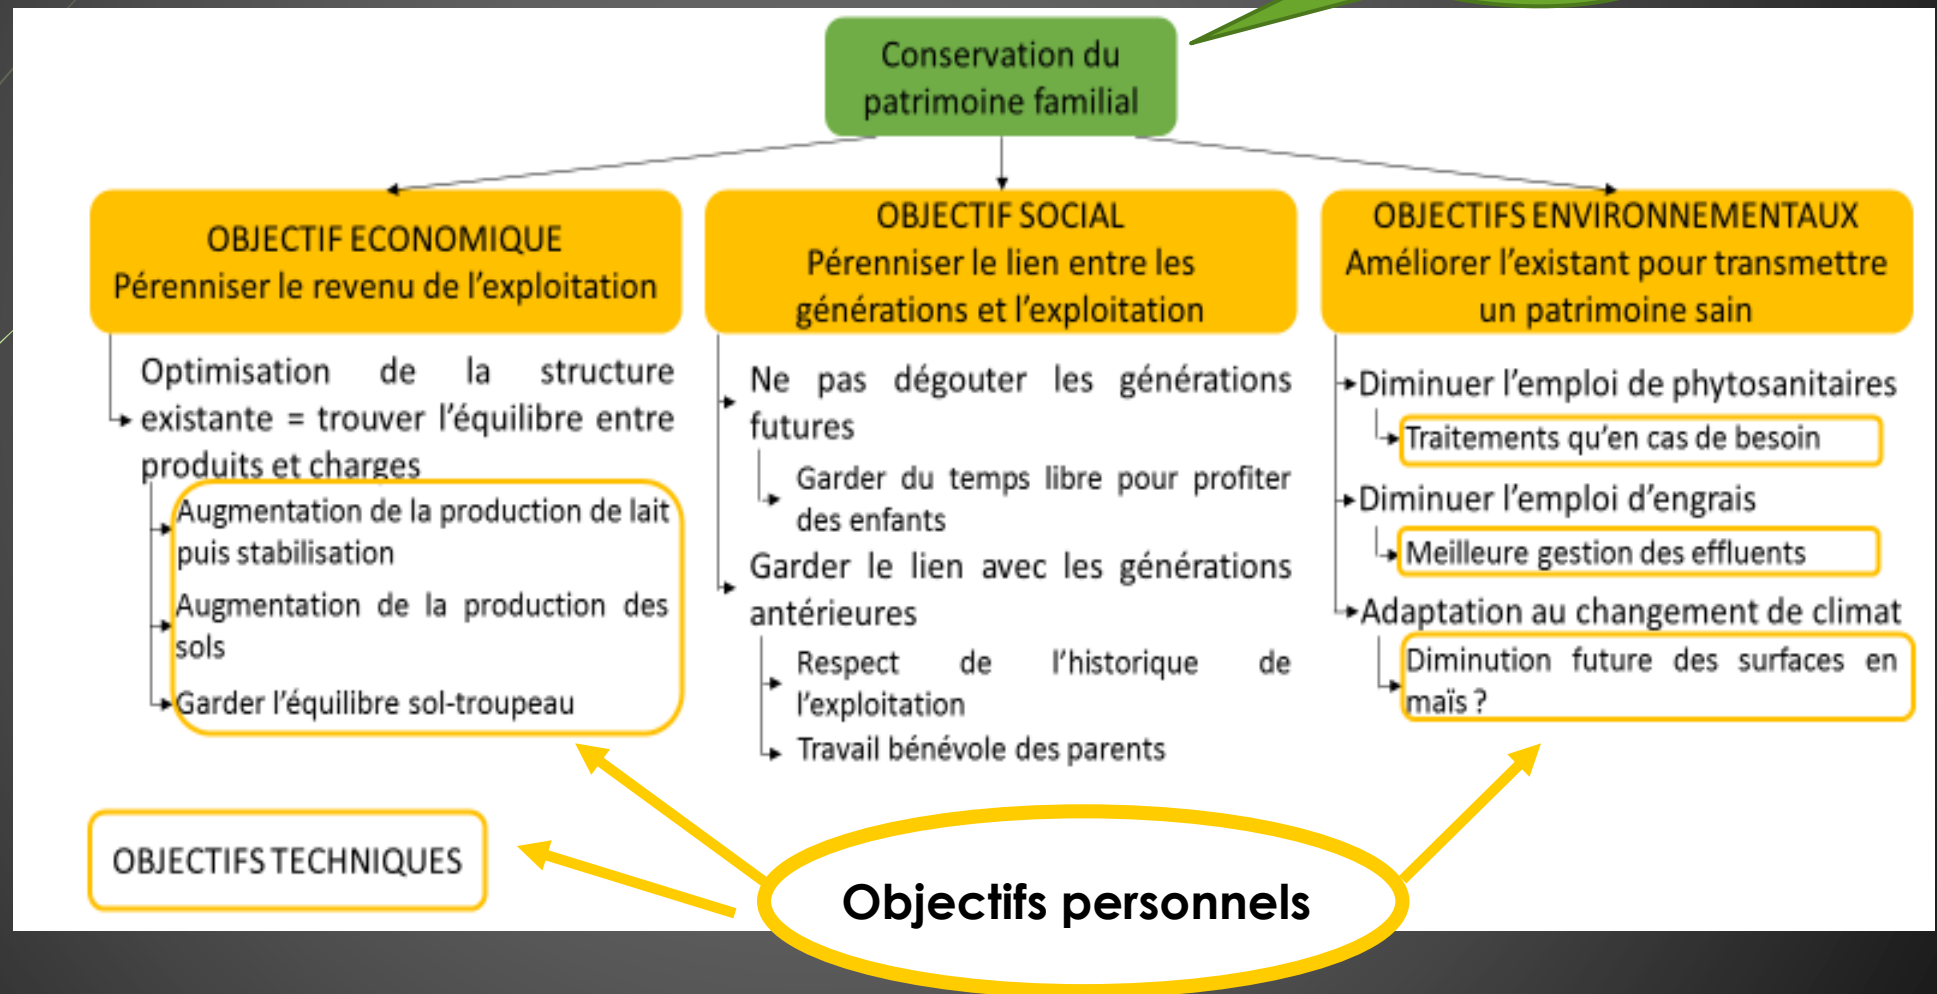 Conservation du
patrimoine familial
OBJECTIF ECONOMIQUE
Pérenniser le revenu de l'exploitation
OBJECTIF SOCIAL
Pérenniser le lien entre les
générations et l'exploitation
OBJECTIFS ENVIRONNEMENTAUX
Améliorer l'existant pour transmettre
un patrimoine sain
Optimisation de la structure
existante = trouver l'équilibre entre
produits et charges
Augmentation de la production de lait
puis stabilisation
Augmentation de la production des
sols
Garder l'équilibre sol-troupeau
Ne pas dégouter les générations
futures
Garder du temps libre pour profiter
des enfants
Garder le lien avec les générations
antérieures
Respect de l'historique de
l'exploitation
Travail bénévole des parents
Diminuer l'emploi de phytosanitaires
Traitements qu'en cas de besoin
Diminuer l'emploi d'engrais
Meilleure gestion des effluents
Adaptation au changement de climat
Diminution future des surfaces en
maïs ?
OBJECTIFS TECHNIQUES
Objectifs personnels